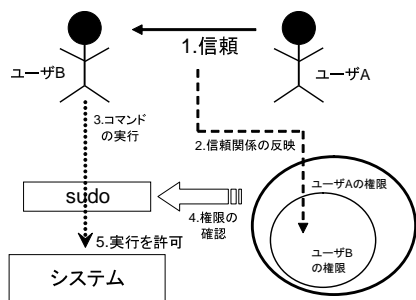 1.信頼
ユーザB
ユーザA
3.コマンド
の実行
2.信頼関係の反映
ユーザAの権限
sudo
4.権限の
確認
5.実行を許可
ユーザB
の権限
システム